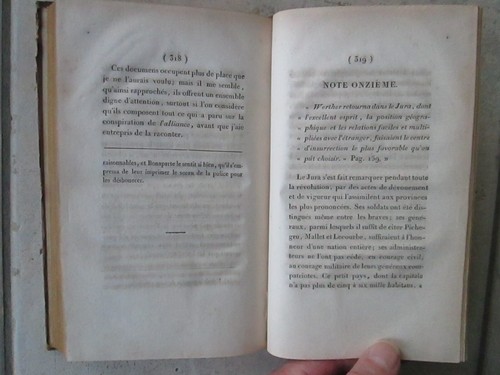 ( 318 )
Ces documens occupent plus de place que
je ne l'aurais voulu; mais il me semble,
qu'ainsi rapprochés, ils offrent un ensemble
digne d'attention, surtout si l'on considère
qu'ils composent tout ce qui a paru sur la
conspiration de l'alliance, avant que j'aie
entrepris de la raconter.
raisonnables, et Bonaparte le sentit si bien, qu'il s'em-
pressa de leur imprimer le sceau de la police pour
les déshonorer.
( 319 )
NOTE ONZIÈME.
« Werther retourna dans le Jura, dont
« l'excellent esprit, la position géogra-
« phique et les relations faciles et multi-
« pliées avec l'étranger, faisaient le centre
« d'insurrection le plus favorable qu'on
« pût choisir. » Pag. 159. »
Le Jura s'est fait remarquer pendant toute
la révolution, par des actes de dévouement
et de vigueur qui l'assimilent aux provinces
les plus prononcées. Ses soldats ont été dis-
tingués même entre les braves; ses géné-
raux, parmi lesquels il suffit de citer Piche-
gru, Mallet et Lecourbe, suffiraient à l'hon-
neur d'une nation entière; ses administra-
teurs ne l'ont pas cédé, en courage civil,
au courage militaire de leurs généreux com-
patriotes. Ce petit pays, dont la capitale
n'a pas plus de cinq à six mille habitans, a